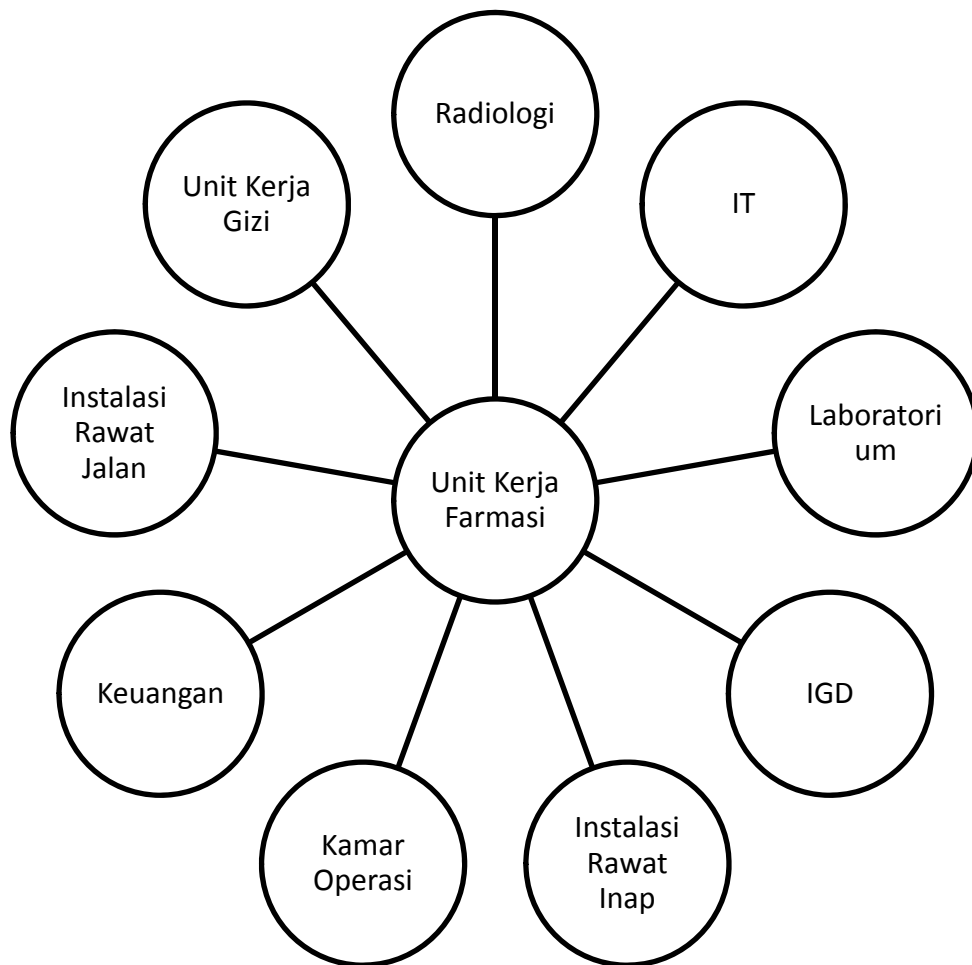 Radiologi
Unit Kerja
Gizi
IT
Instalasi
Rawat
Jalan
Laboratori
um
Unit Kerja
Farmasi
Keuangan
IGD
Kamar
Operasi
Instalasi
Rawat
Inap